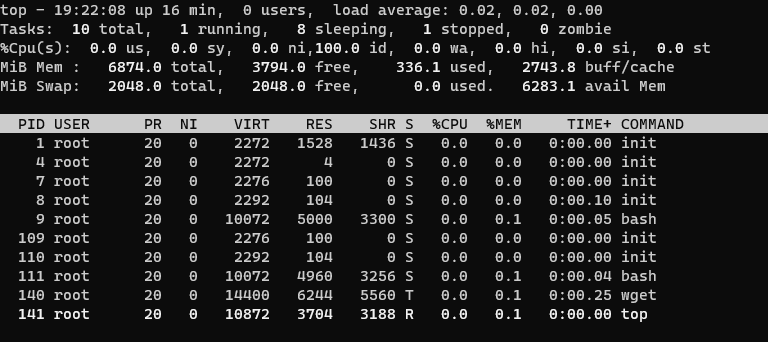 top - 19:22:08 up 16 min,  0 users,  load average: 0.02, 0.02, 0.00
Tasks:  10 total,   1 running,   8 sleeping,   1 stopped,   0 zombie
%Cpu(s):  0.0 us,  0.0 sy,  0.0 ni,100.0 id,  0.0 wa,  0.0 hi,  0.0 si,  0.0 st
MiB Mem :   6874.0 total,   3794.0 free,    336.1 used,   2743.8 buff/cache
MiB Swap:   2048.0 total,   2048.0 free,      0.0 used.   6283.1 avail Mem
  PID USER      PR  NI    VIRT    RES    SHR S  %CPU  %MEM     TIME+ COMMAND
    1 root      20   0    2272   1528   1436 S   0.0   0.0   0:00.00 init
    4 root      20   0    2272      4      0 S   0.0   0.0   0:00.00 init
    7 root      20   0    2276    100      0 S   0.0   0.0   0:00.00 init
    8 root      20   0    2292    104      0 S   0.0   0.0   0:00.10 init
    9 root      20   0   10072   5000   3300 S   0.0   0.1   0:00.05 bash
  109 root      20   0    2276    100      0 S   0.0   0.0   0:00.00 init
  110 root      20   0    2292    104      0 S   0.0   0.0   0:00.00 init
  111 root      20   0   10072   4960   3256 S   0.0   0.1   0:00.04 bash
  140 root      20   0   14400   6244   5560 T   0.0   0.1   0:00.25 wget
  141 root      20   0   10872   3704   3188 R   0.0   0.1   0:00.00 top